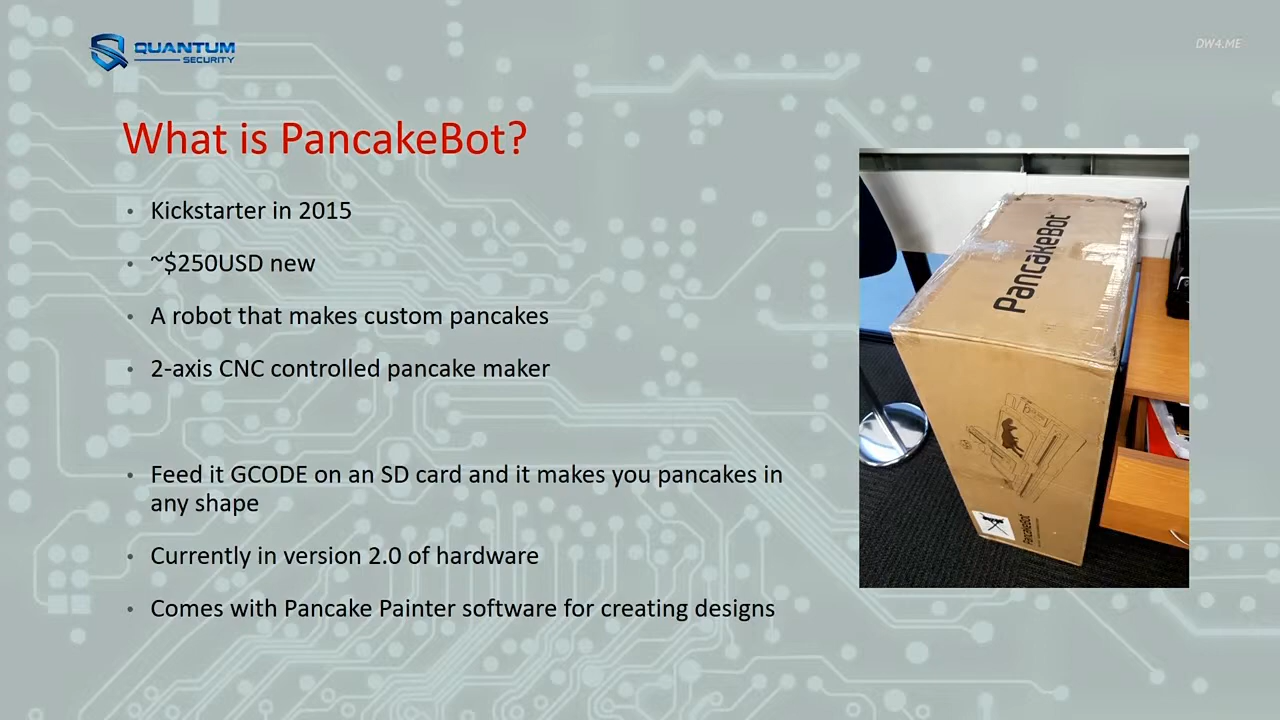 QUANTUM
SECURITY
DW4.ME
What is PancakeBot?
• Kickstarter in 2015
• ~$250USD new
• A robot that makes custom pancakes
• 2-axis CNC controlled pancake maker
• Feed it GCODE on an SD card and it makes you pancakes in
any shape
• Currently in version 2.0 of hardware
• Comes with Pancake Painter software for creating designs
PancakeBot
PancakeBot